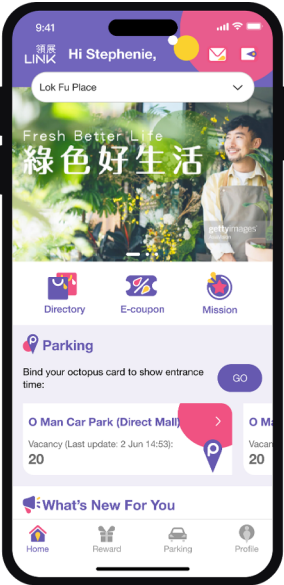 9:41
領展
LINK
Hi Stephenie,
Lok Fu Place
Fresh Better Life
綠色好生活
gettyimages
Directory
E-coupon
Mission
Parking
Bind your octopus card to show entrance
time:
GO
O Man Car Park (Direct Mall)
Vacancy (Last update: 2 Jun 14:53):
20
O Ma
Vacan
20
What's New For You
Home
Reward
Parking
Profile